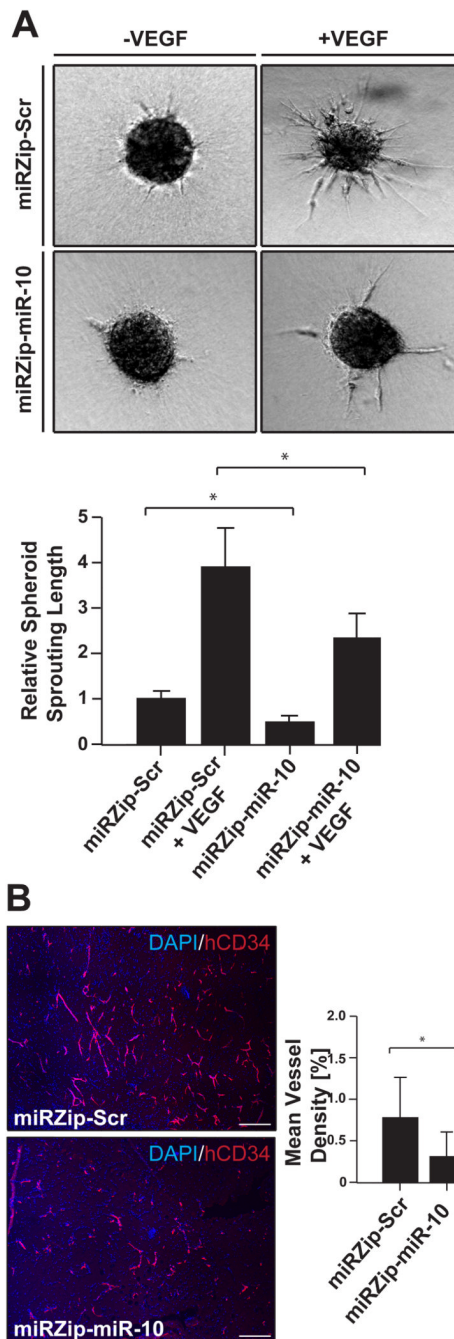 A
-VEGF
+VEGF
miRZip-Scr
miRZip-miR-10
*
*
Relative Spheroid
Sprouting Length
5
4
3
2
1
0
miRZip-Scr
miRZip-Scr
+ VEGF
miRZip-miR-10
miRZip-miR-10
+ VEGF
B
DAPI/hCD34
miRZip-Scr
DAPI/hCD34
miRZip-miR-10
Mean Vessel
Density [%]
2.0
1.5
1.0
0.5
0
*
miRZip-Scr
miRZip-miR-10